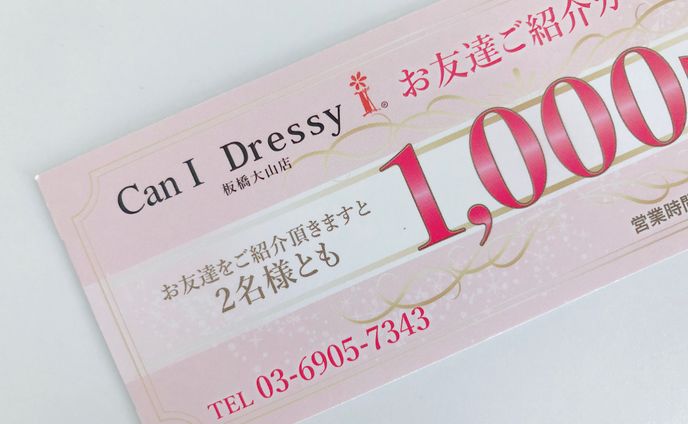 お友達ご紹介
Can I Dressy
板橋大山店
1,000
お友達をご紹介頂きますと
2名様とも
営業時間
TEL 03-6905-7343